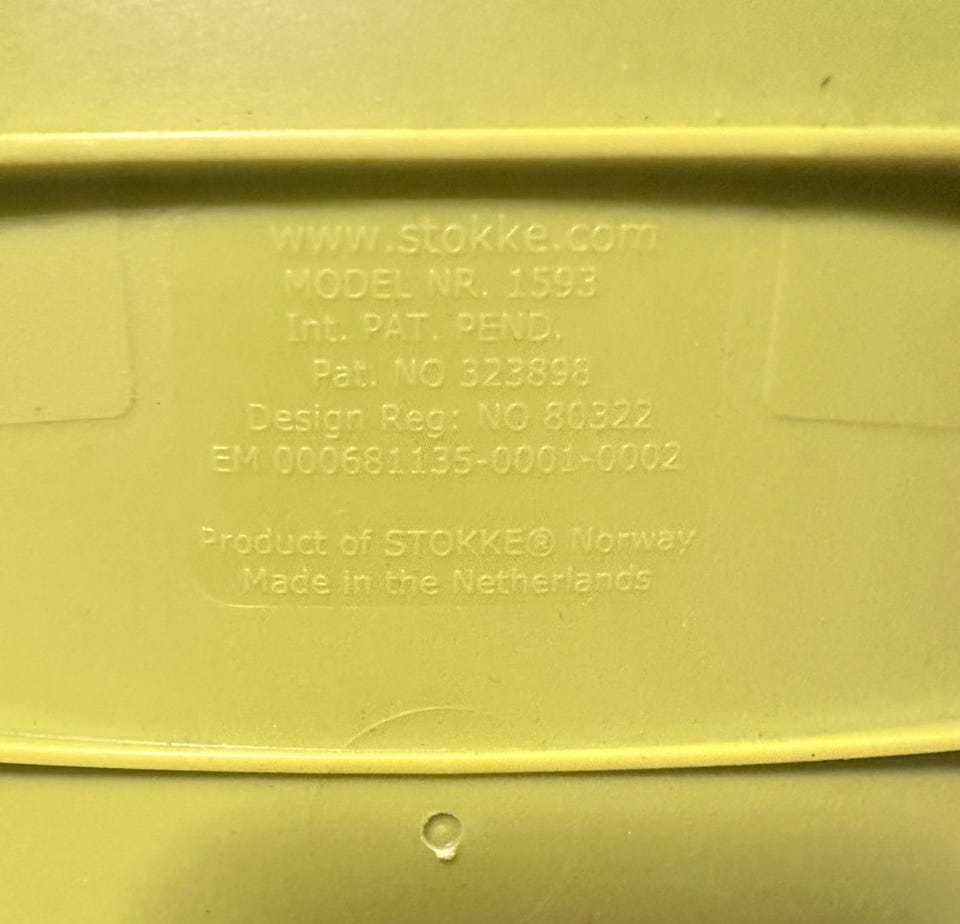 www.stokke.com
MODEL NR. 1593
Int. PAT. PEND.
Pat. NO 323898
Design Reg: NO 80322
EM 000681135-0001-0002
Product of STOKKE® Norway
Made in the Netherlands